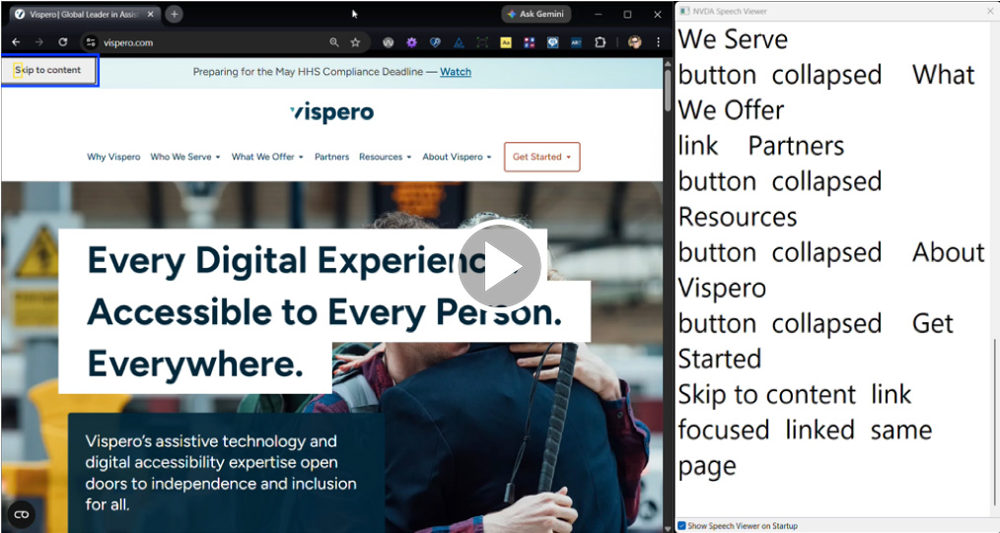 Vispero | Global Leader in Assis
Ask Gemini
vispero.com
Skip to content
Preparing for the May HHS Compliance Deadline — Watch
vispero
Why Vispero Who We Serve What We Offer Partners Resources About Vispero Get Started
Every Digital Experience.
Accessible to Every Person.
Everywhere.
Vispero's assistive technology and
digital accessibility expertise open
doors to independence and inclusion
for all.
NVDA Speech Viewer
We Serve
button collapsed What
We Offer
link Partners
button collapsed
Resources
button collapsed About
Vispero
button collapsed Get
Started
Skip to content link
focused linked same
page
Show Speech Viewer on Startup